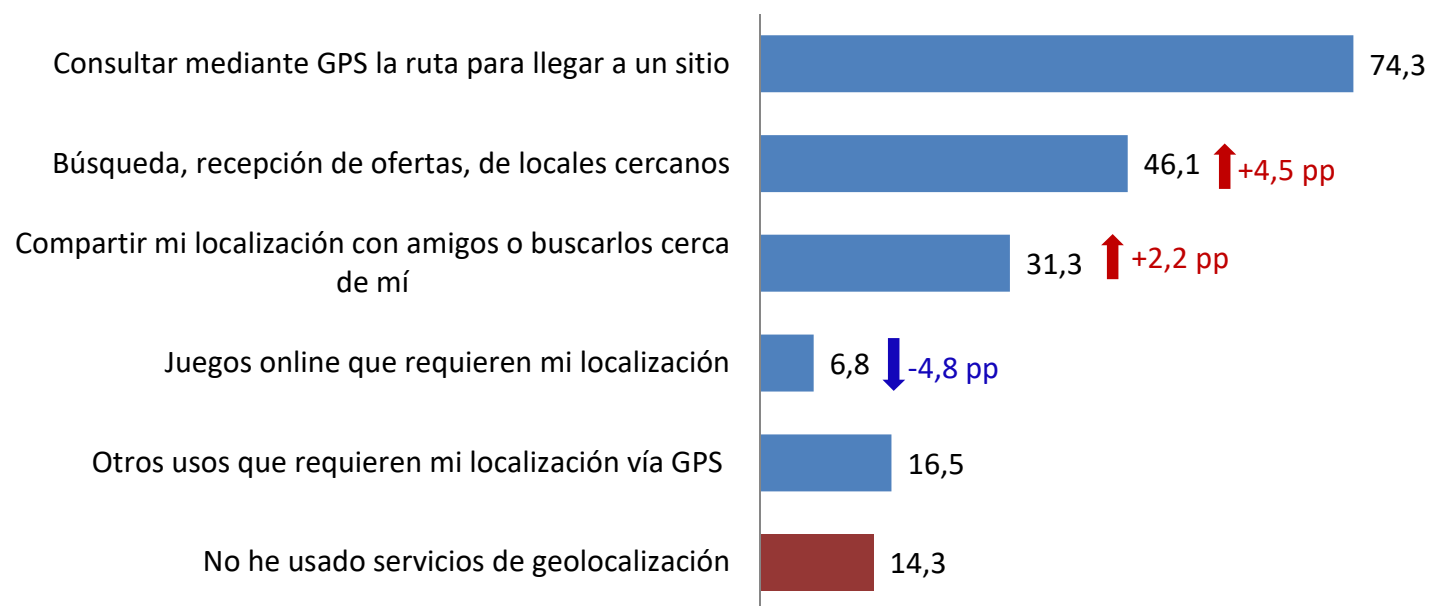 Consultar mediante GPS la ruta para llegar a un sitio
74,3
Búsqueda, recepción de ofertas, de locales cercanos
46,1
+4,5 pp
Compartir mi localización con amigos o buscarlos cerca
de mí
31,3
+2,2 pp
Juegos online que requieren mi localización
6,8
-4,8 pp
Otros usos que requieren mi localización vía GPS
16,5
No he usado servicios de geolocalización
14,3